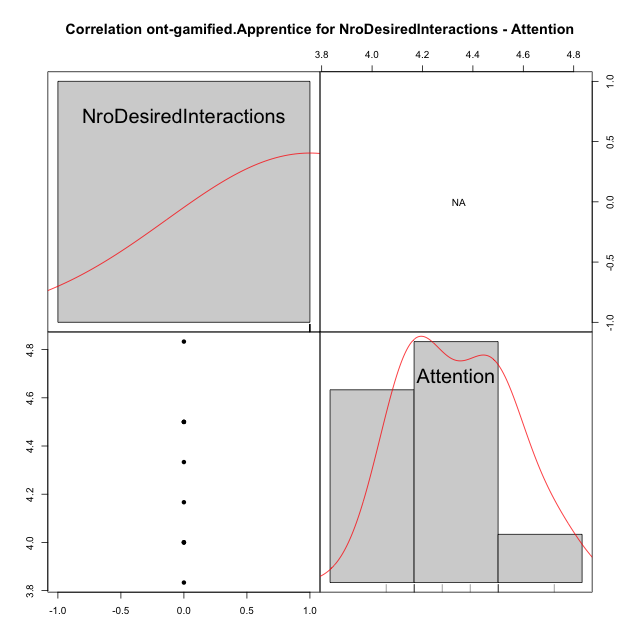 Correlation ont-gamified.Apprentice for NroDesiredInteractions - Attention
3.8 4.0 4.2 4.4 4.6 4.8
NroDesiredInteractions
NA
1.0
0.5
0.0
-0.5
-1.0
4.8
4.6
4.4
4.2
4.0
3.8
Attention
-1.0 -0.5 0.0 0.5 1.0